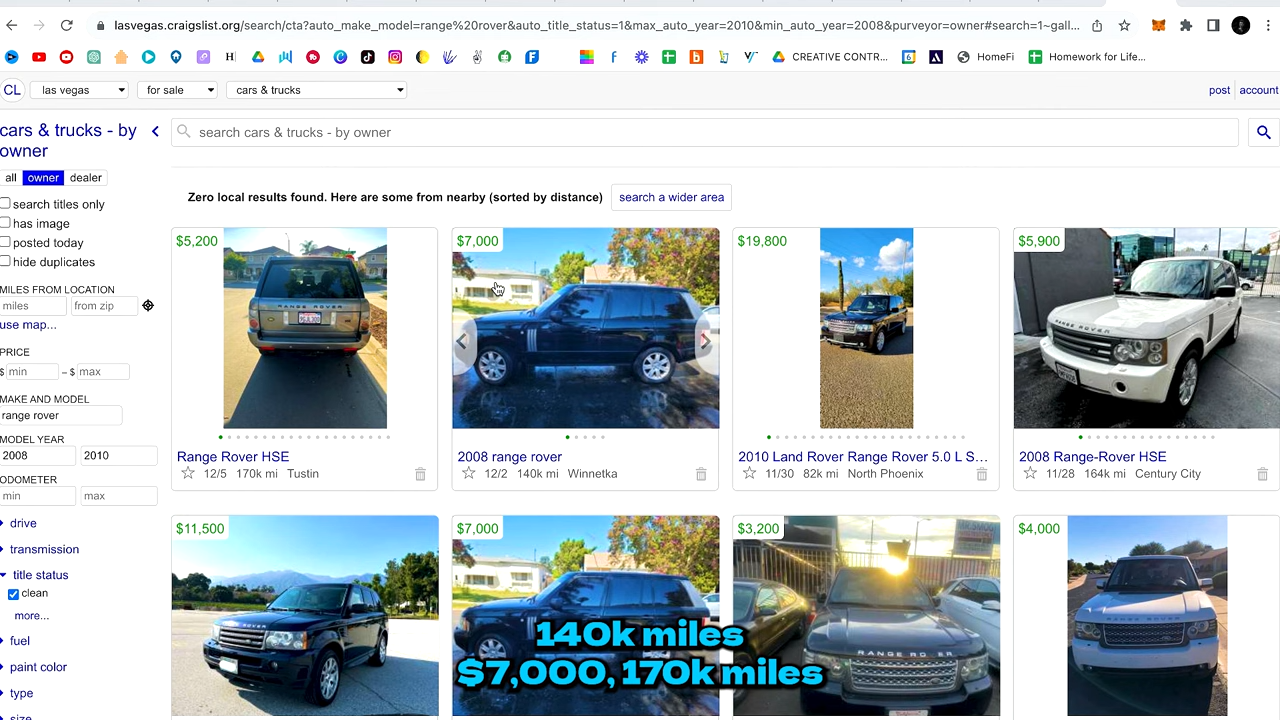 lasvegas.craigslist.org/search/cta?auto_make_model=range%20rover&auto_title_status=1&max_auto_year=2010&min_auto_year=2008&purveyor=owner#search=1~gall...
CREATIVE CONTR...
HomeFi
Homework for Life...
CL
las vegas
for sale
cars & trucks
post
account
cars & trucks - by
owner
search cars & trucks - by owner
all
owner
dealer
search titles only
has image
posted today
hide duplicates
MILES FROM LOCATION
miles
from zip
use map...
PRICE
$ min – $ max
MAKE AND MODEL
range rover
MODEL YEAR
2008
2010
ODOMETER
min
max
drive
transmission
title status
clean
more...
fuel
paint color
type
size
Zero local results found. Here are some from nearby (sorted by distance)
search a wider area
$5,200
RANGE ROVER
Range Rover HSE
12/5 170k mi Tustin
$7,000
2008 range rover
12/2 140k mi Winnetka
$19,800
2010 Land Rover Range Rover 5.0 L S...
11/30 82k mi North Phoenix
$5,900
RANGE ROVER
2008 Range-Rover HSE
11/28 164k mi Century City
$11,500
$7,000
$3,200
RANGE RO ER
$4,000
140k miles
$7,000, 170k miles